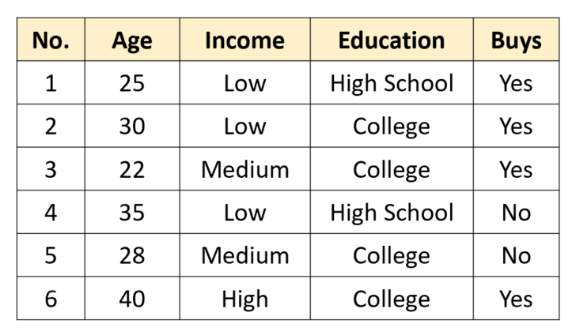 No. Age Income Education Buys
1 25 Low High School Yes
2 30 Low College Yes
3 22 Medium College Yes
4 35 Low High School No
5 28 Medium College No
6 40 High College Yes